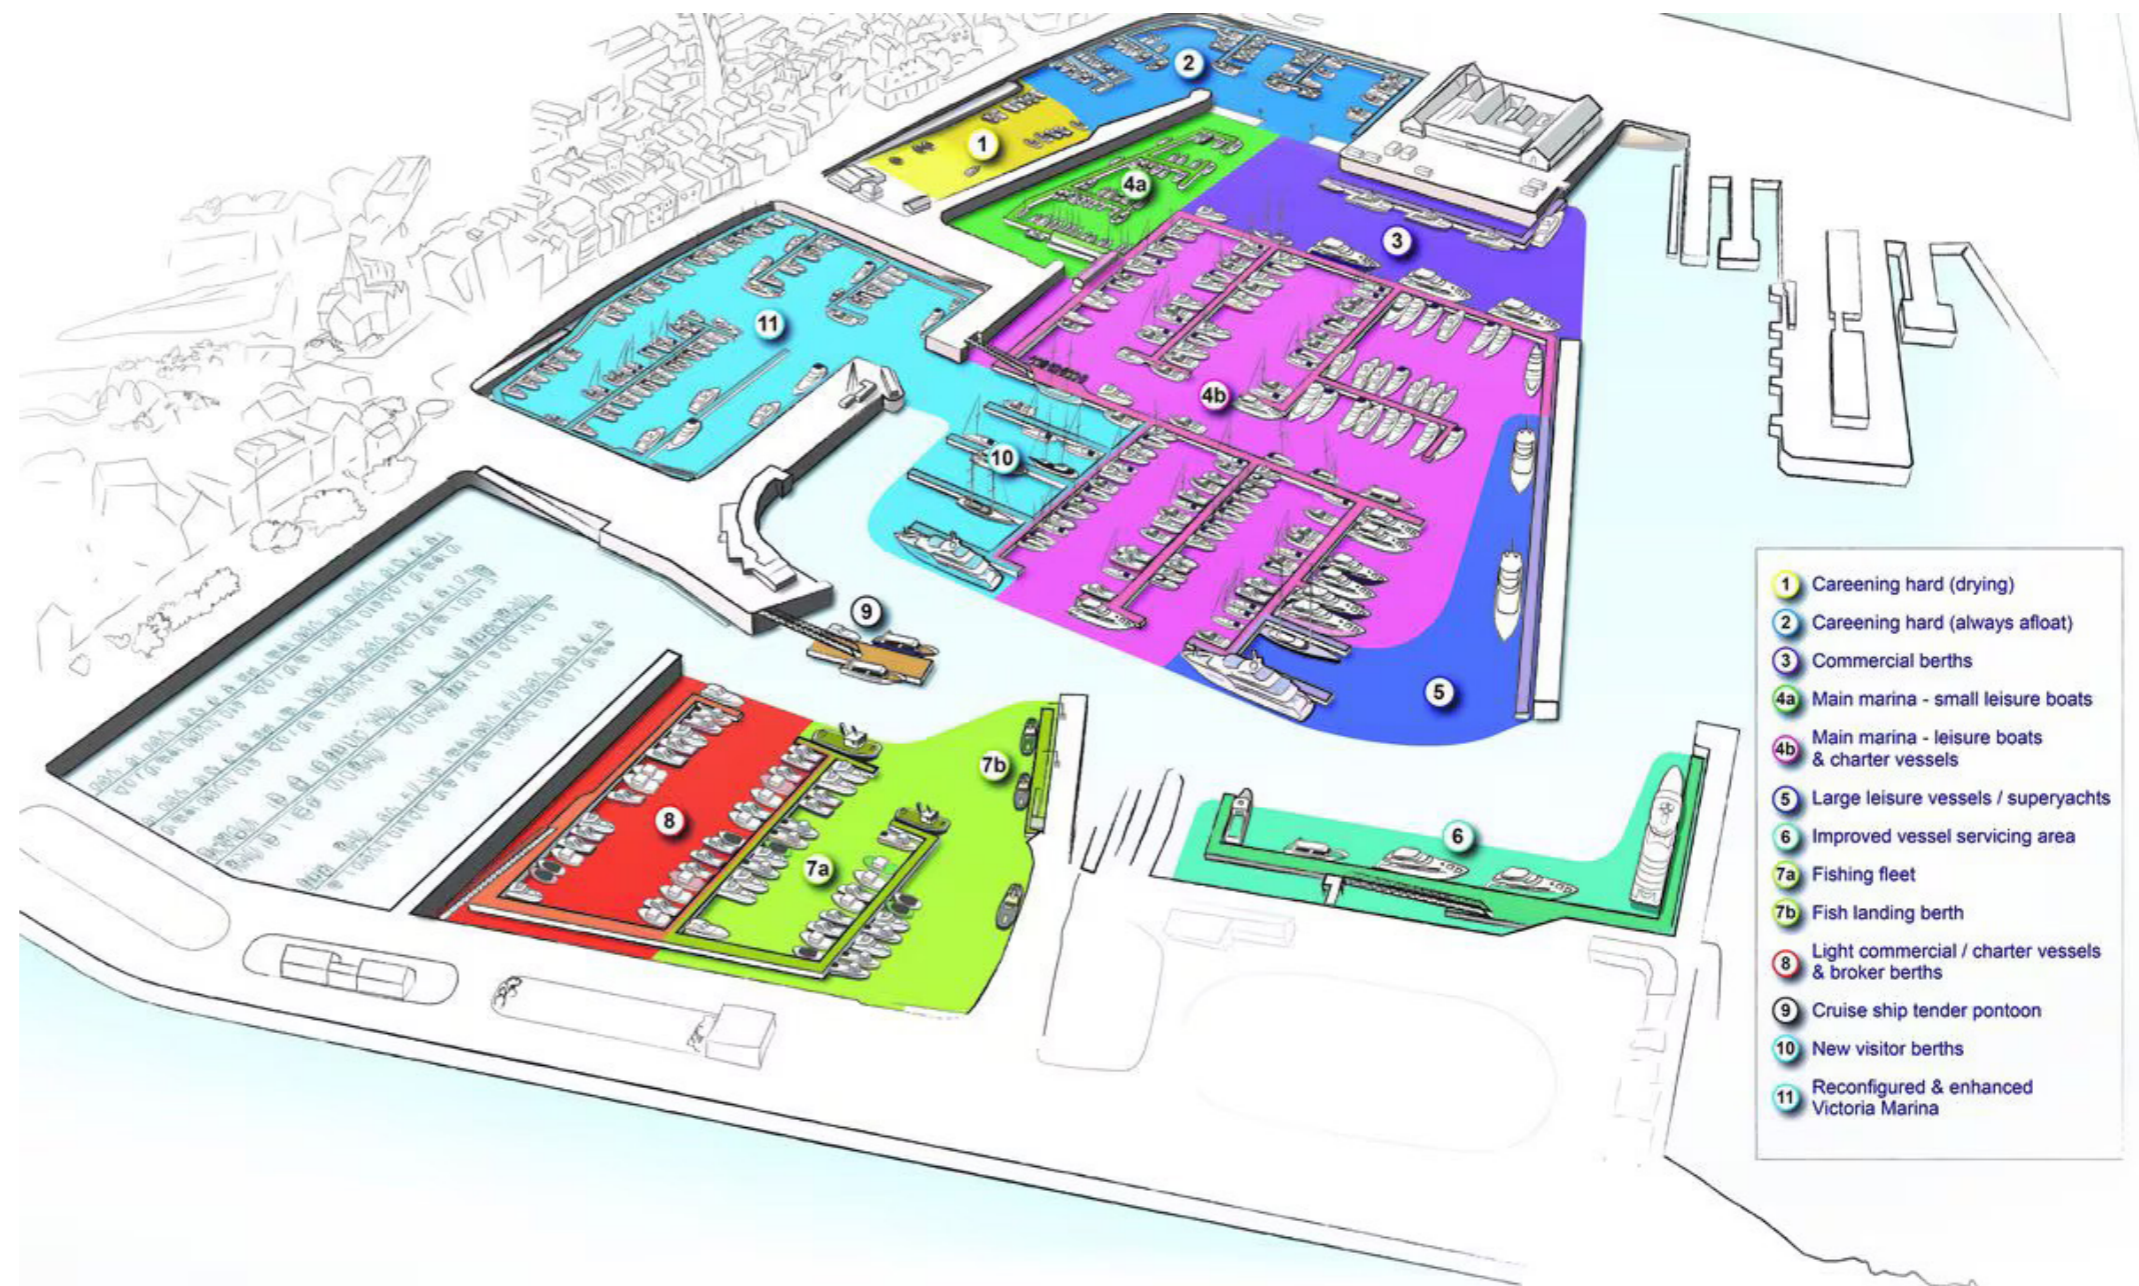 2
1
4a
3
11
4b
10
9
5
7b
8
6
7a
1 Careening hard (drying)
2 Careening hard (always afloat)
3 Commercial berths
4a Main marina - small leisure boats
4b Main marina - leisure boats
& charter vessels
5 Large leisure vessels / superyachts
6 Improved vessel servicing area
7a Fishing fleet
7b Fish landing berth
8 Light commercial / charter vessels
& broker berths
9 Cruise ship tender pontoon
10 New visitor berths
11 Reconfigured & enhanced
Victoria Marina